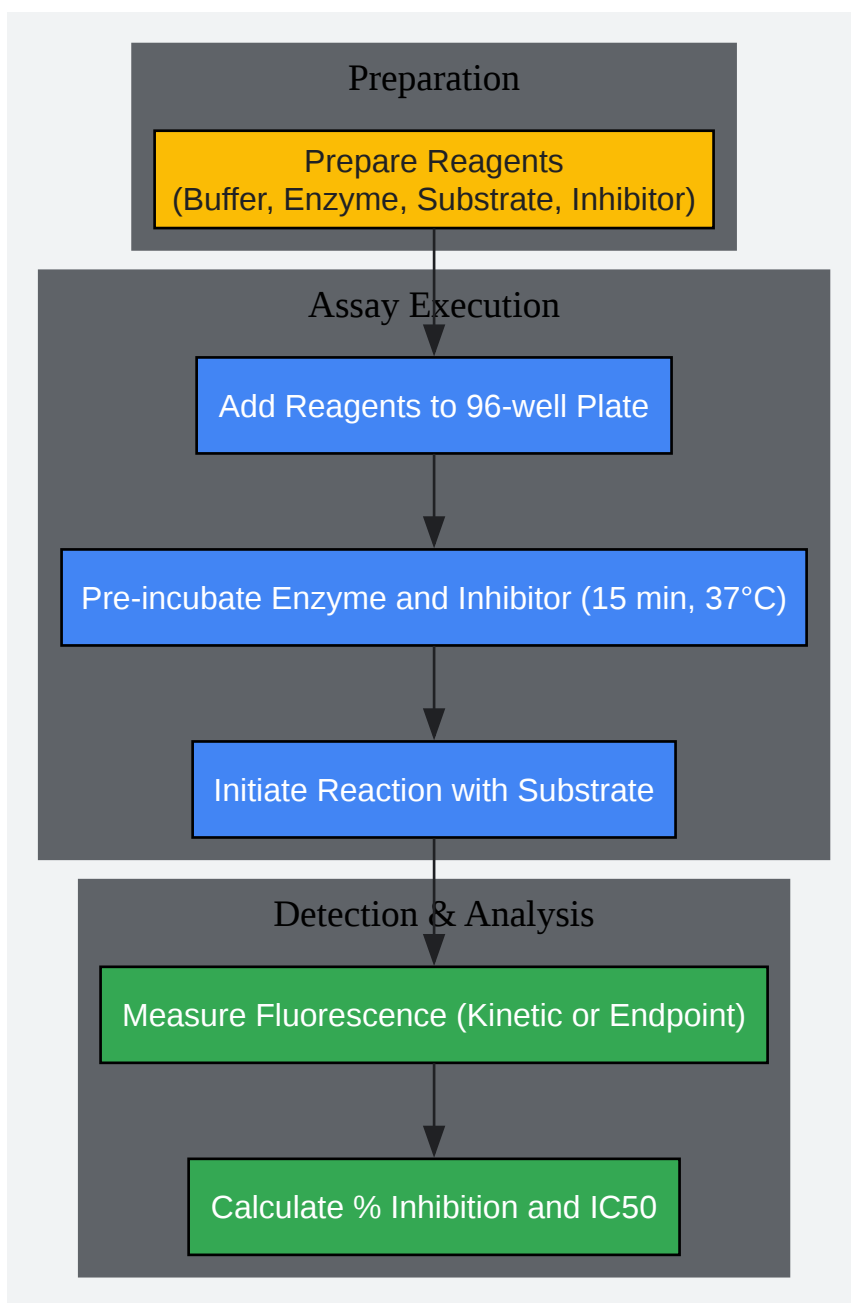 Preparation
Prepare Reagents
(Buffer, Enzyme, Substrate, Inhibitor)
Assay Execution
Add Reagents to 96-well Plate
Pre-incubate Enzyme and Inhibitor (15 min, 37°C)
Initiate Reaction with Substrate
Detection & Analysis
Measure Fluorescence (Kinetic or Endpoint)
Calculate % Inhibition and IC50